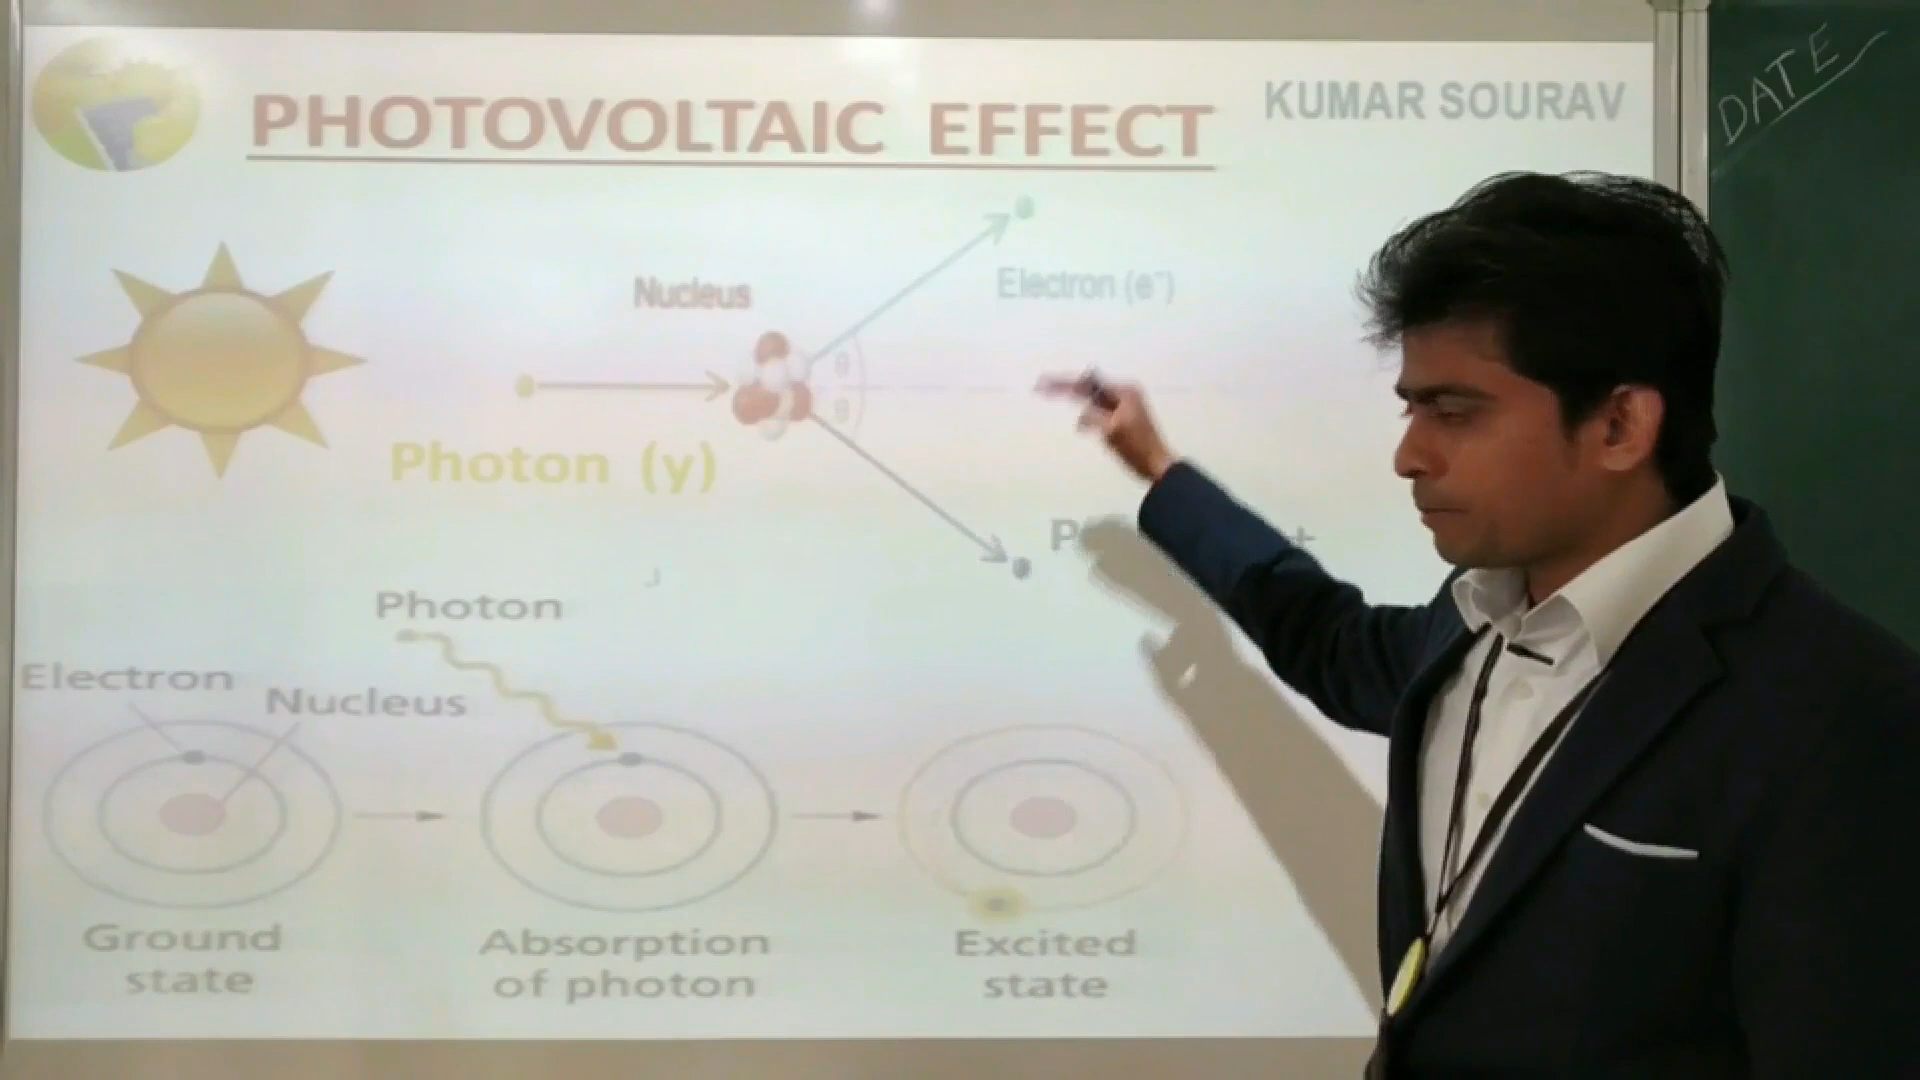 PHOTOVOLTAIC EFFECT
KUMAR SOURAV
DATE
Nucleus
Electron (e⁻)
θ
θ
Photon (y)
Photon
Electron
Nucleus
Ground
state
Absorption
of photon
Excited
state